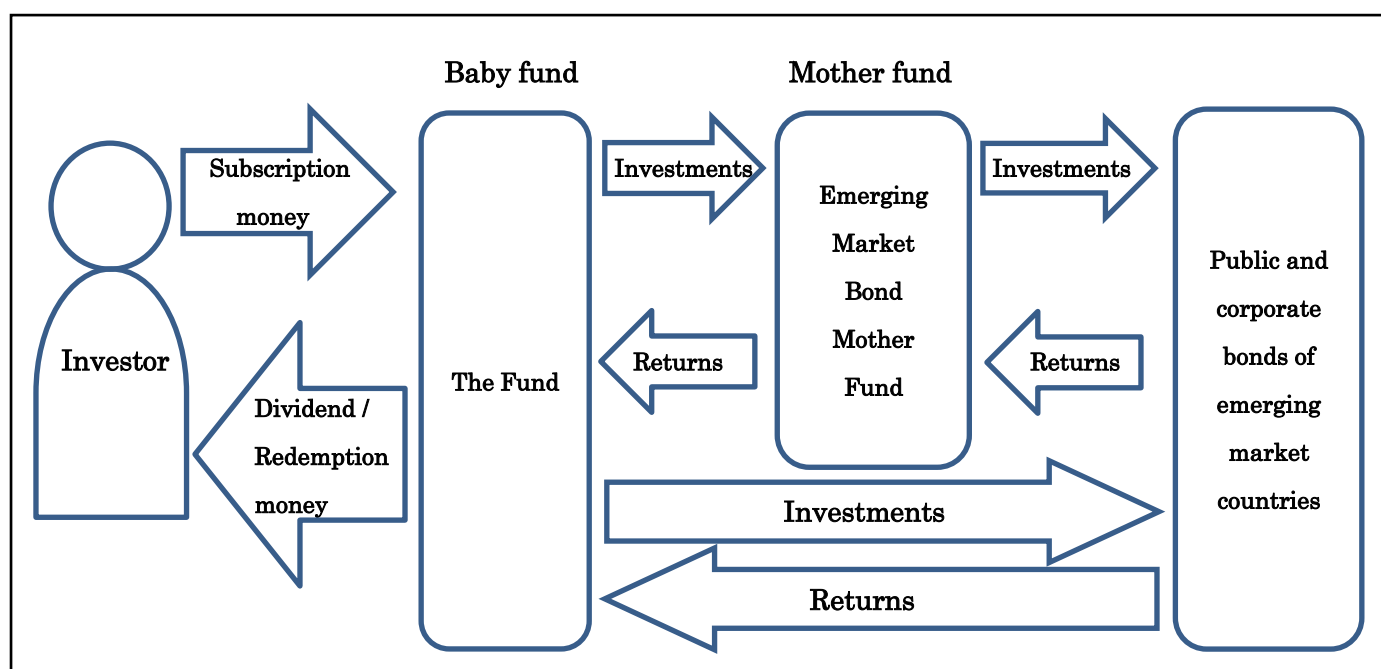 Baby fund
Mother fund
Subscription
money
Investments
Investments
Emerging
Market
Bond
Mother
Fund
Public and
corporate
bonds of
emerging
market
countries
Investor
Returns
Returns
The Fund
Dividend /
Redemption
money
Investments
Returns